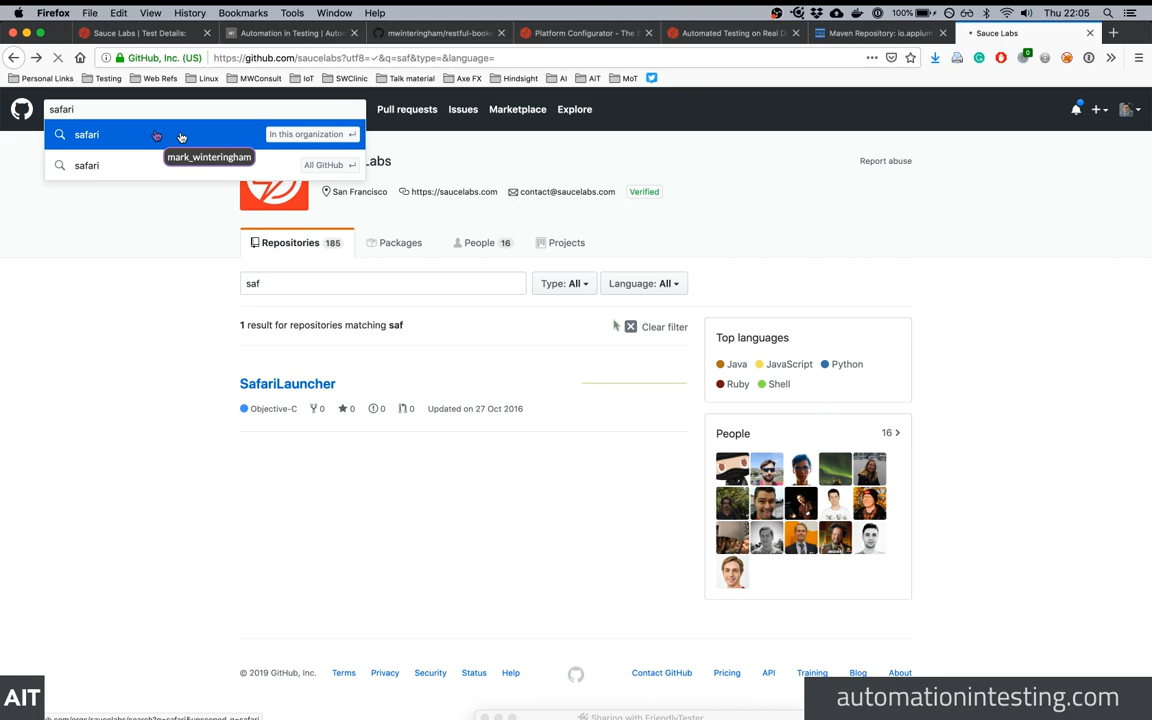 Firefox File Edit View History Bookmarks Tools Window Help 100% Thu 22:05
Sauce Labs | Test Details: Automation in Testing | Auto mwinteringham/restful-book Platform Configurator - The S Automated Testing on Real D Maven Repository: io.appium Sauce Labs
GitHub, Inc. (US) https://github.com/saucelabs?utf8=✓&q=saf&type=&language=
Personal Links Testing Web Refs Linux MWConsult IoT SWClinic Talk material Axe FX Hindsight AI AiT MoT
safari Pull requests Issues Marketplace Explore
safari In this organization
mark_winteringham
safari All GitHub
Labs Report abuse
San Francisco https://saucelabs.com contact@saucelabs.com Verified
Repositories 185 Packages People 16 Projects
saf Type: All Language: All
1 result for repositories matching saf Clear filter
SafariLauncher
Objective-C 0 0 0 0 Updated on 27 Oct 2016
Top languages
Java JavaScript Python
Ruby Shell
People 16
© 2019 GitHub, Inc. Terms Privacy Security Status Help Contact GitHub Pricing API Training Blog About
AIT automationintesting.com
Sharing with FriendlyTester